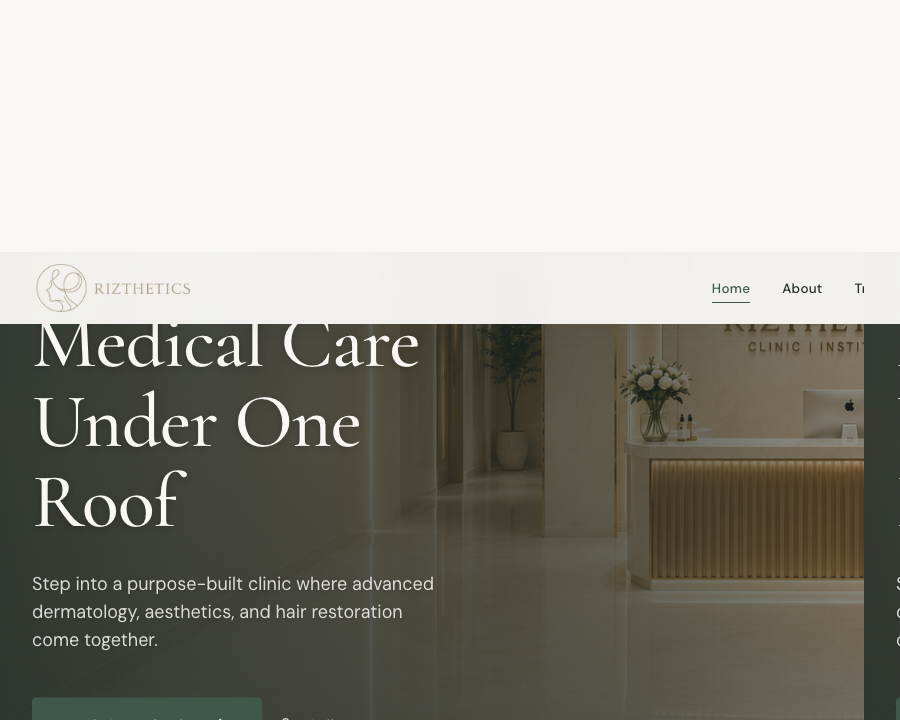 RIZTHETICS
Home
About
Medical Care
Under One
Roof
CLINIC | INSTI
Step into a purpose-built clinic where advanced
dermatology, aesthetics, and hair restoration
come together.